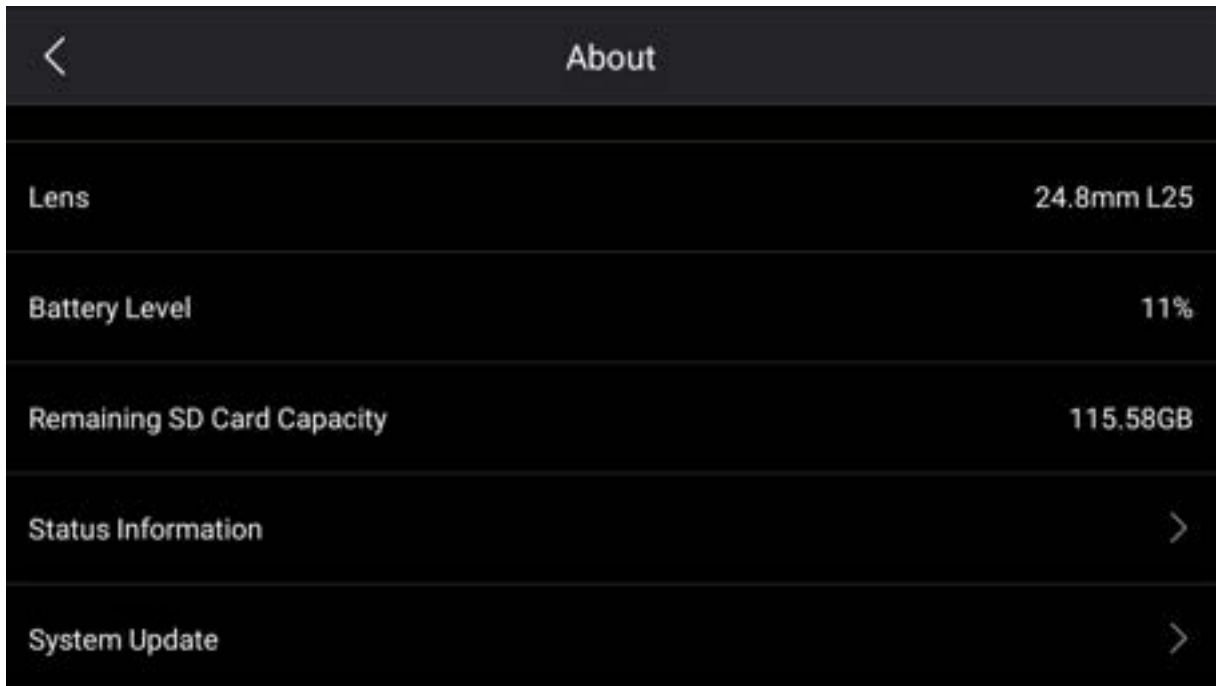 About
Lens 24.8mm L25
Battery Level 11%
Remaining SD Card Capacity 115.58GB
Status Information
System Update